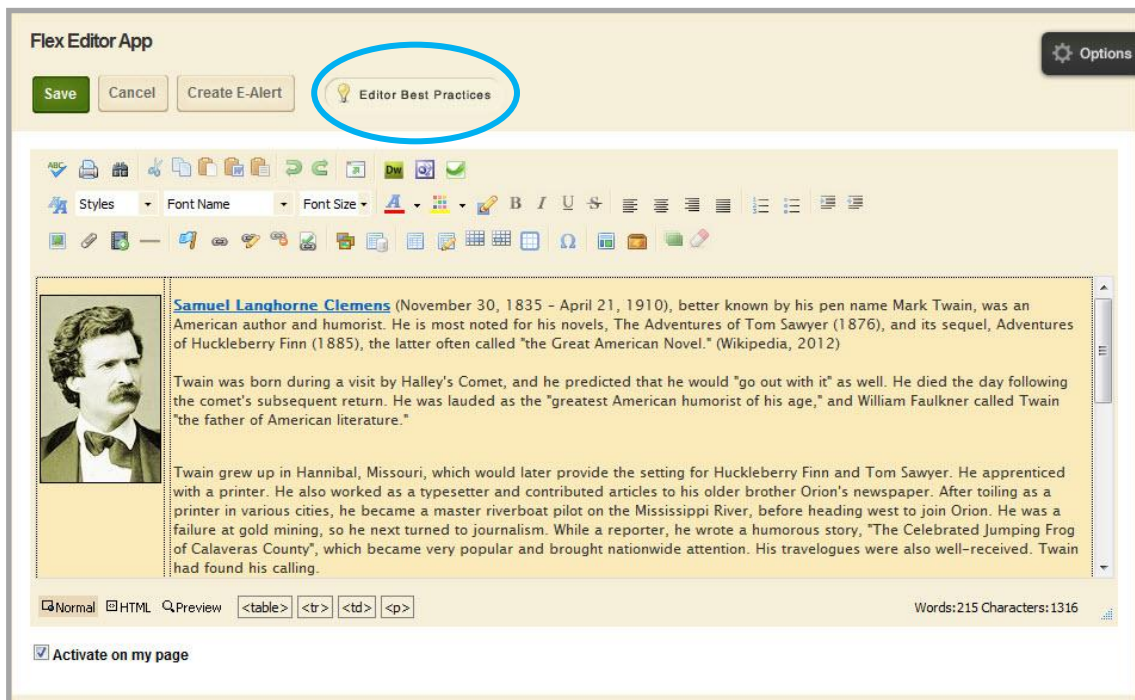 Flex Editor App
Options
Save Cancel Create E-Alert Editor Best Practices
ABC Dw
Styles Font Name Font Size A B I U S
Ω
Samuel Langhorne Clemens (November 30, 1835 – April 21, 1910), better known by his pen name Mark Twain, was an
American author and humorist. He is most noted for his novels, The Adventures of Tom Sawyer (1876), and its sequel, Adventures
of Huckleberry Finn (1885), the latter often called "the Great American Novel." (Wikipedia, 2012)
Twain was born during a visit by Halley's Comet, and he predicted that he would "go out with it" as well. He died the day following
the comet's subsequent return. He was lauded as the "greatest American humorist of his age," and William Faulkner called Twain
"the father of American literature."
Twain grew up in Hannibal, Missouri, which would later provide the setting for Huckleberry Finn and Tom Sawyer. He apprenticed
with a printer. He also worked as a typesetter and contributed articles to his older brother Orion's newspaper. After toiling as a
printer in various cities, he became a master riverboat pilot on the Mississippi River, before heading west to join Orion. He was a
failure at gold mining, so he next turned to journalism. While a reporter, he wrote a humorous story, "The Celebrated Jumping Frog
of Calaveras County", which became very popular and brought nationwide attention. His travelogues were also well-received. Twain
had found his calling.
Normal HTML Preview <table> <tr> <td> <p> Words:215 Characters:1316
Activate on my page